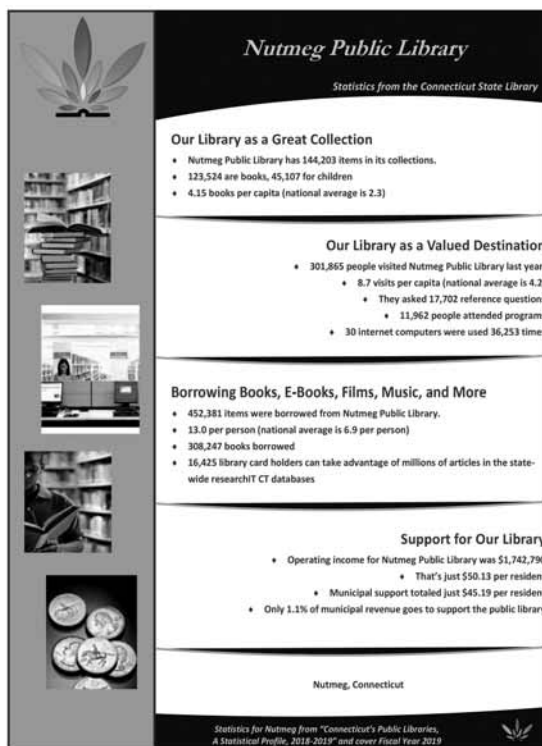 Nutmeg Public Library
Statistics from the Connecticut State Library
Our Library as a Great Collection
♦ Nutmeg Public Library has 144,203 items in its collections.
♦ 123,524 are books, 45,107 for children
♦ 4.15 books per capita (national average is 2.3)
Our Library as a Valued Destination
♦ 301,865 people visited Nutmeg Public Library last year
♦ 8.7 visits per capita (national average is 4.2
♦ They asked 17,702 reference question
♦ 11,962 people attended program
♦ 30 internet computers were used 36,253 time
Borrowing Books, E-Books, Films, Music, and More
♦ 452,381 items were borrowed from Nutmeg Public Library.
♦ 13.0 per person (national average is 6.9 per person)
♦ 308,247 books borrowed
♦ 16,425 library card holders can take advantage of millions of articles in the state-
wide researchIT CT databases
Support for Our Library
♦ Operating income for Nutmeg Public Library was $1,742,790
♦ That's just $50.13 per residen
♦ Municipal support totaled just $45.19 per residen
♦ Only 1.1% of municipal revenue goes to support the public library
Nutmeg, Connecticut
Statistics for Nutmeg from "Connecticut's Public Libraries,
A Statistical Profile, 2018-2019" and cover Fiscal Year 2019